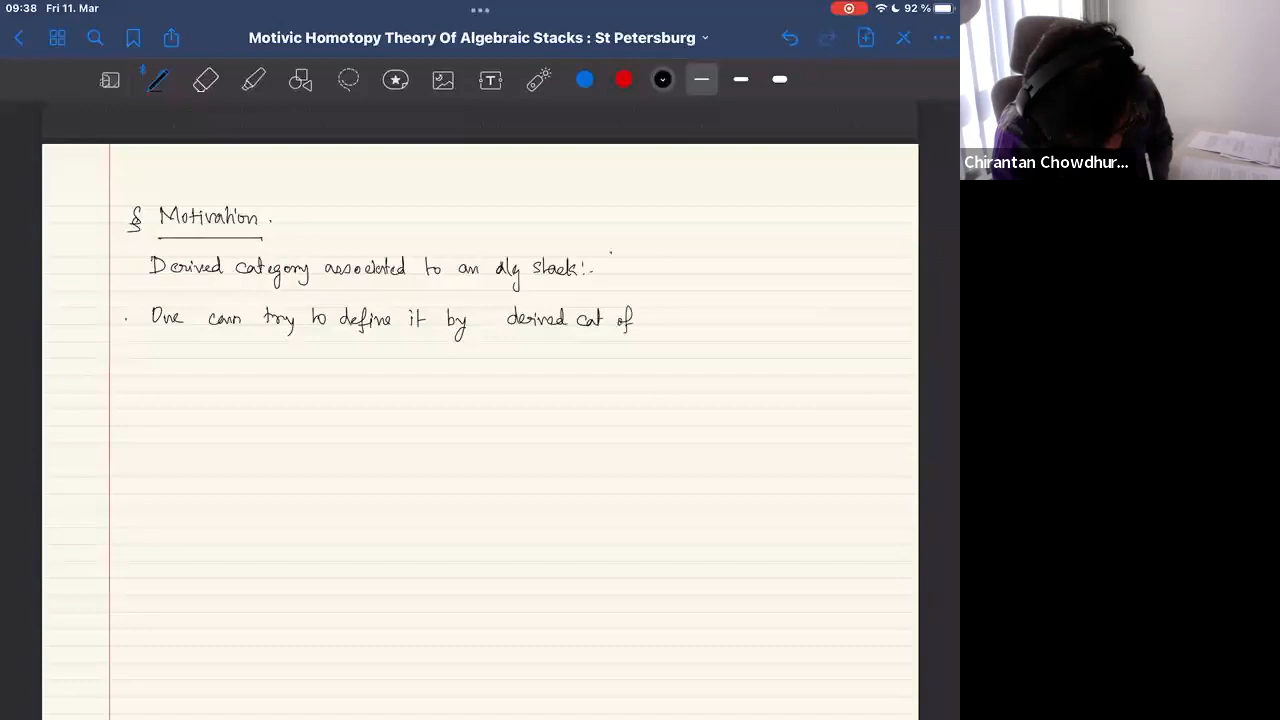 09:38 Fri 11. Mar
92 %
Motivic Homotopy Theory Of Algebraic Stacks : St Petersburg
Chirantan Chowdhur...
§ Motivation.
Derived category associated to an alg stack:-
. One can try to define it by derived cat of